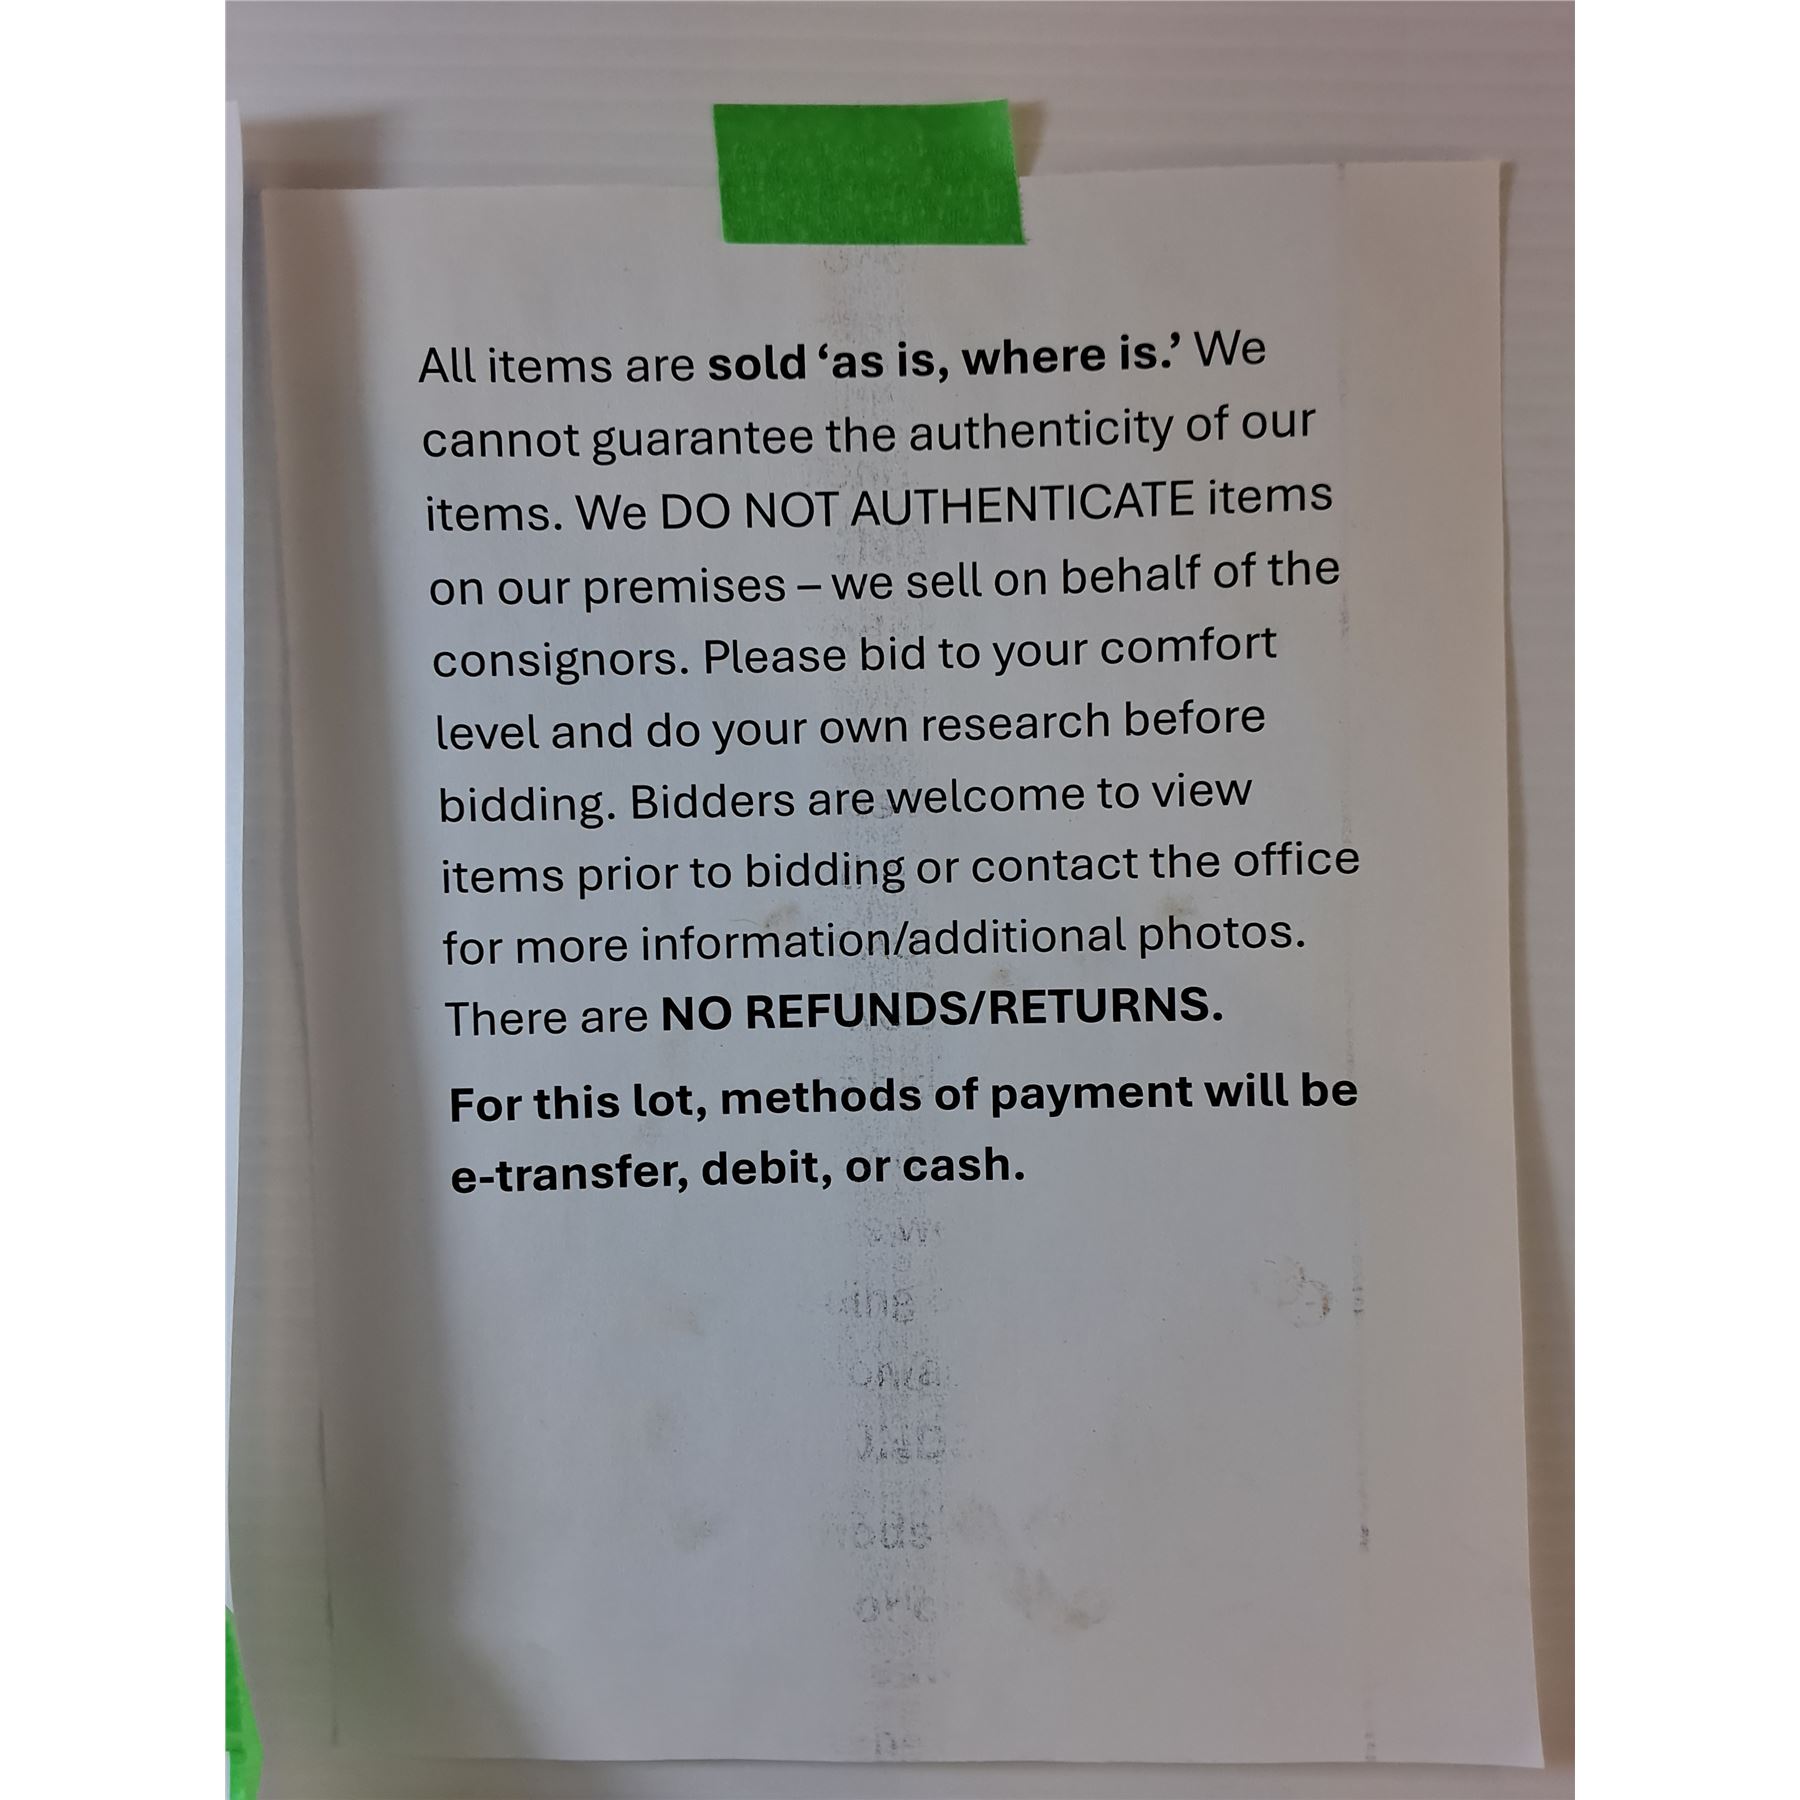 All items are sold ‘as is, where is.’ We
cannot guarantee the authenticity of our
items. We DO NOT AUTHENTICATE items
on our premises – we sell on behalf of the
consignors. Please bid to your comfort
level and do your own research before
bidding. Bidders are welcome to view
items prior to bidding or contact the office
for more information/additional photos.
There are NO REFUNDS/RETURNS.
For this lot, methods of payment will be
e-transfer, debit, or cash.